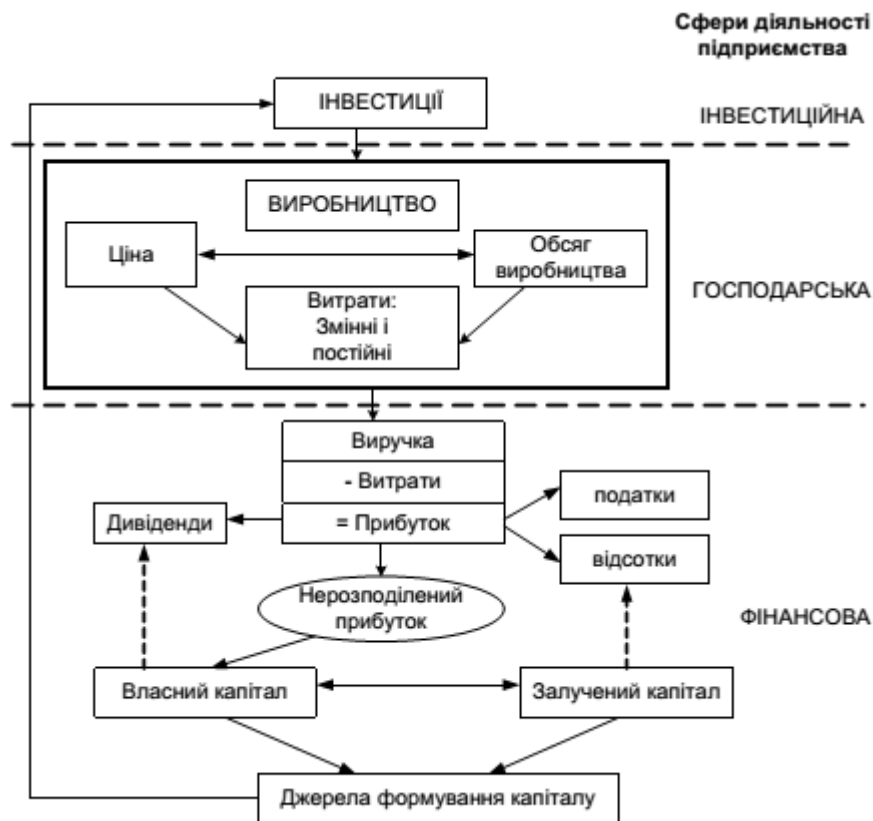 Сфери діяльності
підприємства
ІНВЕСТИЦІЇ
ІНВЕСТИЦІЙНА
ВИРОБНИЦТВО
Ціна
Обсяг
виробництва
Витрати:
Змінні і
постійні
ГОСПОДАРСЬКА
Виручка
- Витрати
= Прибуток
Дивіденди
податки
відсотки
Нерозподілений
прибуток
ФІНАНСОВА
Власний капітал
Залучений капітал
Джерела формування капіталу